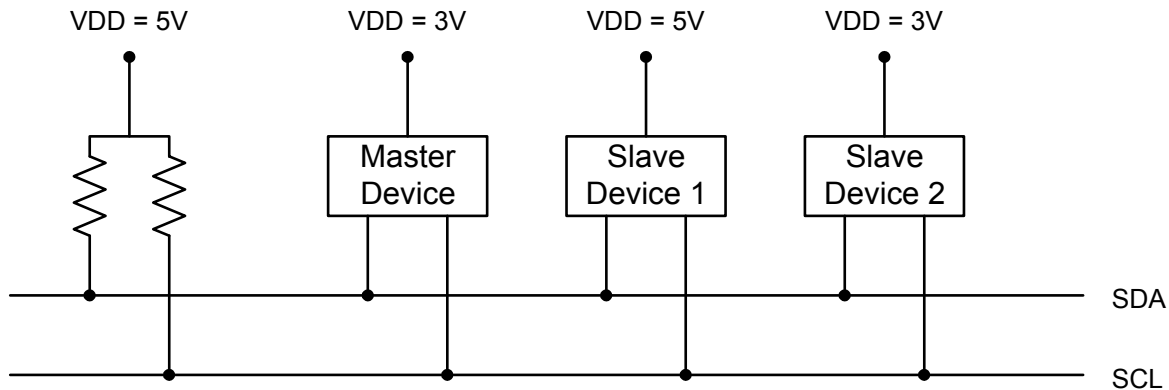 VDD = 5V
VDD = 3V
VDD = 5V
VDD = 3V
Master
Device
Slave
Device 1
Slave
Device 2
SDA
SCL